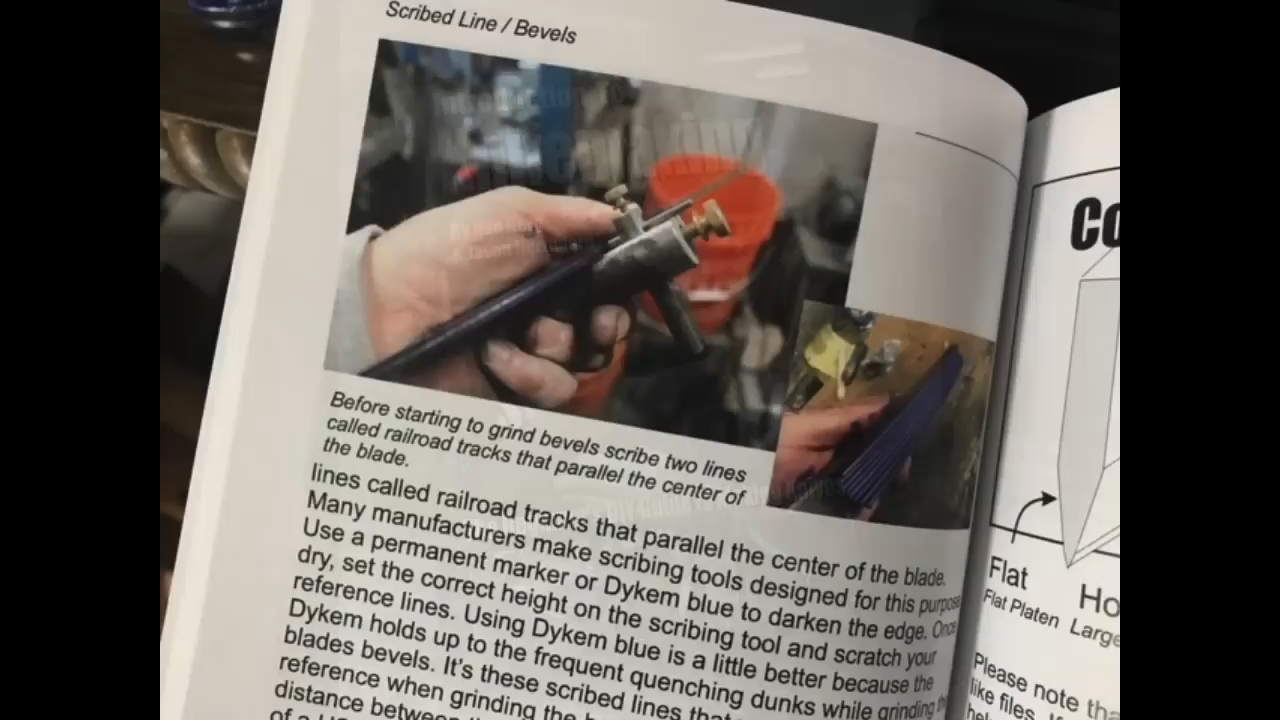 Scribed Line / Bevels
Before starting to grind bevels scribe two lines
called railroad tracks that parallel the center of
the blade.
lines called railroad tracks that parallel the center of the blade.
Many manufacturers make scribing tools designed for this purpose
Use a permanent marker or Dykem blue to darken the edge. Once
dry, set the correct height on the scribing tool and scratch your
reference lines. Using Dykem blue is a little better because the
Dykem holds up to the frequent quenching dunks while grinding
blades bevels. It's these scribed lines
reference when grinding the
distance between
of a
Co
Flat
Ho
Flat Platen
Large
Please note
like files.